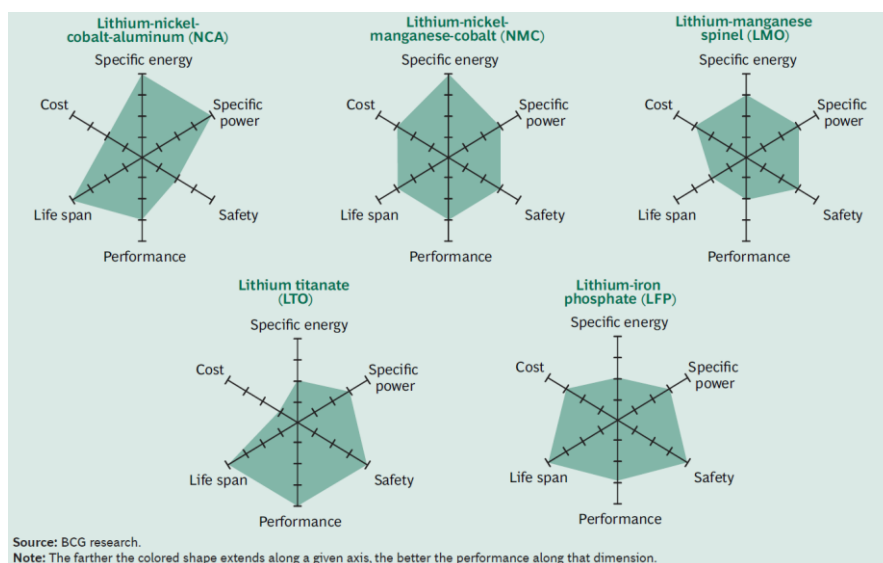 Lithium-nickel-
cobalt-aluminum (NCA)
Specific energy
Cost
Specific
power
Life span
Safety
Performance
Lithium-nickel-
manganese-cobalt (NMC)
Specific energy
Cost
Specific
power
Life span
Safety
Performance
Lithium-manganese
spinel (LMO)
Specific energy
Cost
Specific
power
Life span
Safety
Performance
Lithium titanate
(LTO)
Specific energy
Cost
Specific
power
Life span
Safety
Performance
Lithium-iron
phosphate (LFP)
Specific energy
Cost
Specific
power
Life span
Safety
Performance
Source: BCG research.
Note: The farther the colored shape extends along a given axis, the better the performance along that dimension.